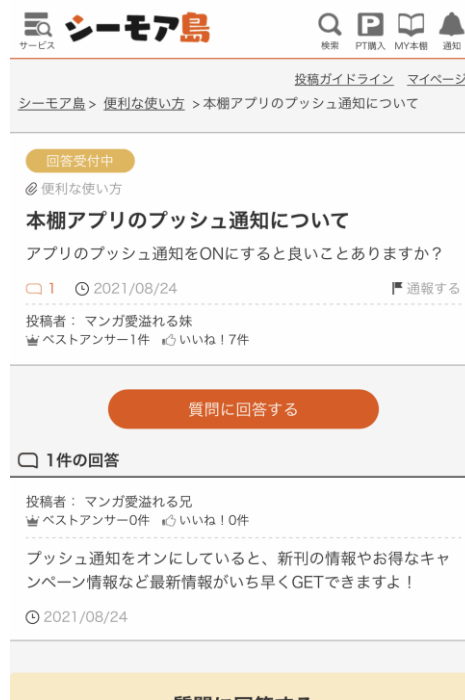 シーモア島
サービス
検索 PT購入 MY本棚 通知
投稿ガイドライン マイページ
シーモア島 > 便利な使い方 > 本棚アプリのプッシュ通知について
回答受付中
便利な使い方
本棚アプリのプッシュ通知について
アプリのプッシュ通知をONにすると良いことありますか？
1 2021/08/24 通報する
投稿者： マンガ愛溢れる妹
ベストアンサー1件 いいね！7件
質問に回答する
1件の回答
投稿者： マンガ愛溢れる兄
ベストアンサー0件 いいね！0件
プッシュ通知をオンにしていると、新刊の情報やお得なキャ
ンペーン情報など最新情報がいち早くGETできますよ！
2021/08/24
質問に回答する